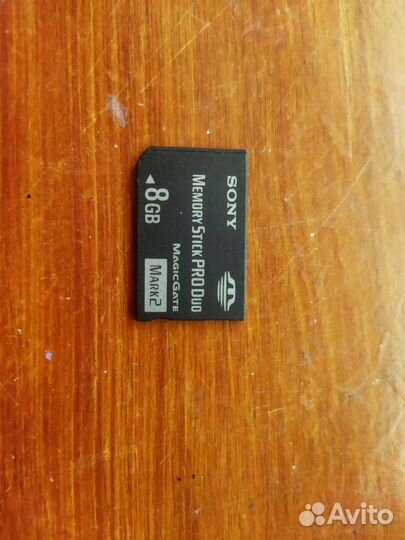 SONY
MEMORY STICK PRO DUO
MAGICGATE
◄8GB
MARK2
Avito